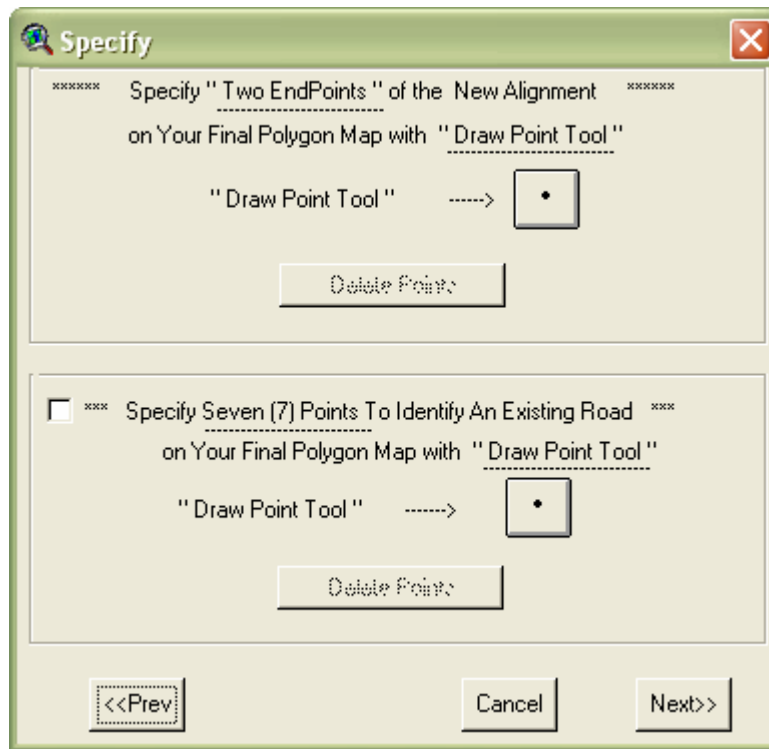 Specify
****** Specify " Two EndPoints " of the New Alignment ******
on Your Final Polygon Map with " Draw Point Tool "
" Draw Point Tool " ------>
Delete Points
*** Specify Seven (7) Points To Identify An Existing Road ***
on Your Final Polygon Map with " Draw Point Tool "
" Draw Point Tool " ------->
Delete Points
<<Prev Cancel Next>>